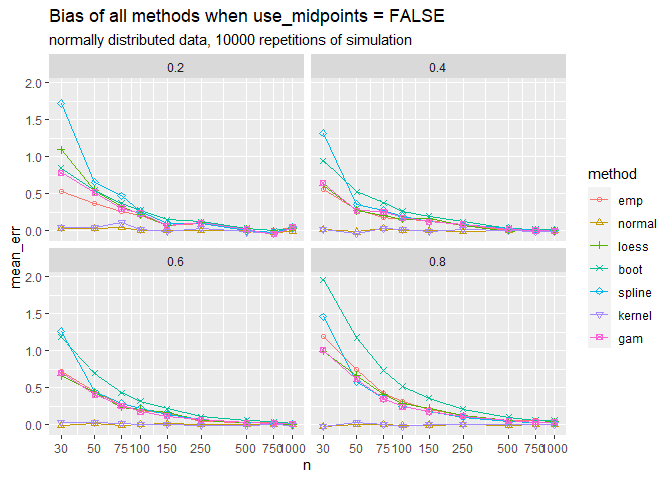 Bias of all methods when use_midpoints = FALSE
normally distributed data, 10000 repetitions of simulation
0.2
0.4
2.0
1.5
1.0
0.5
0.0
0.6
0.8
2.0
1.5
1.0
0.5
0.0
mean_err
30 50 75 100 150 250 500 750 1000
30 50 75 100 150 250 500 750 1000
n
method
emp
normal
loess
boot
spline
kernel
gam